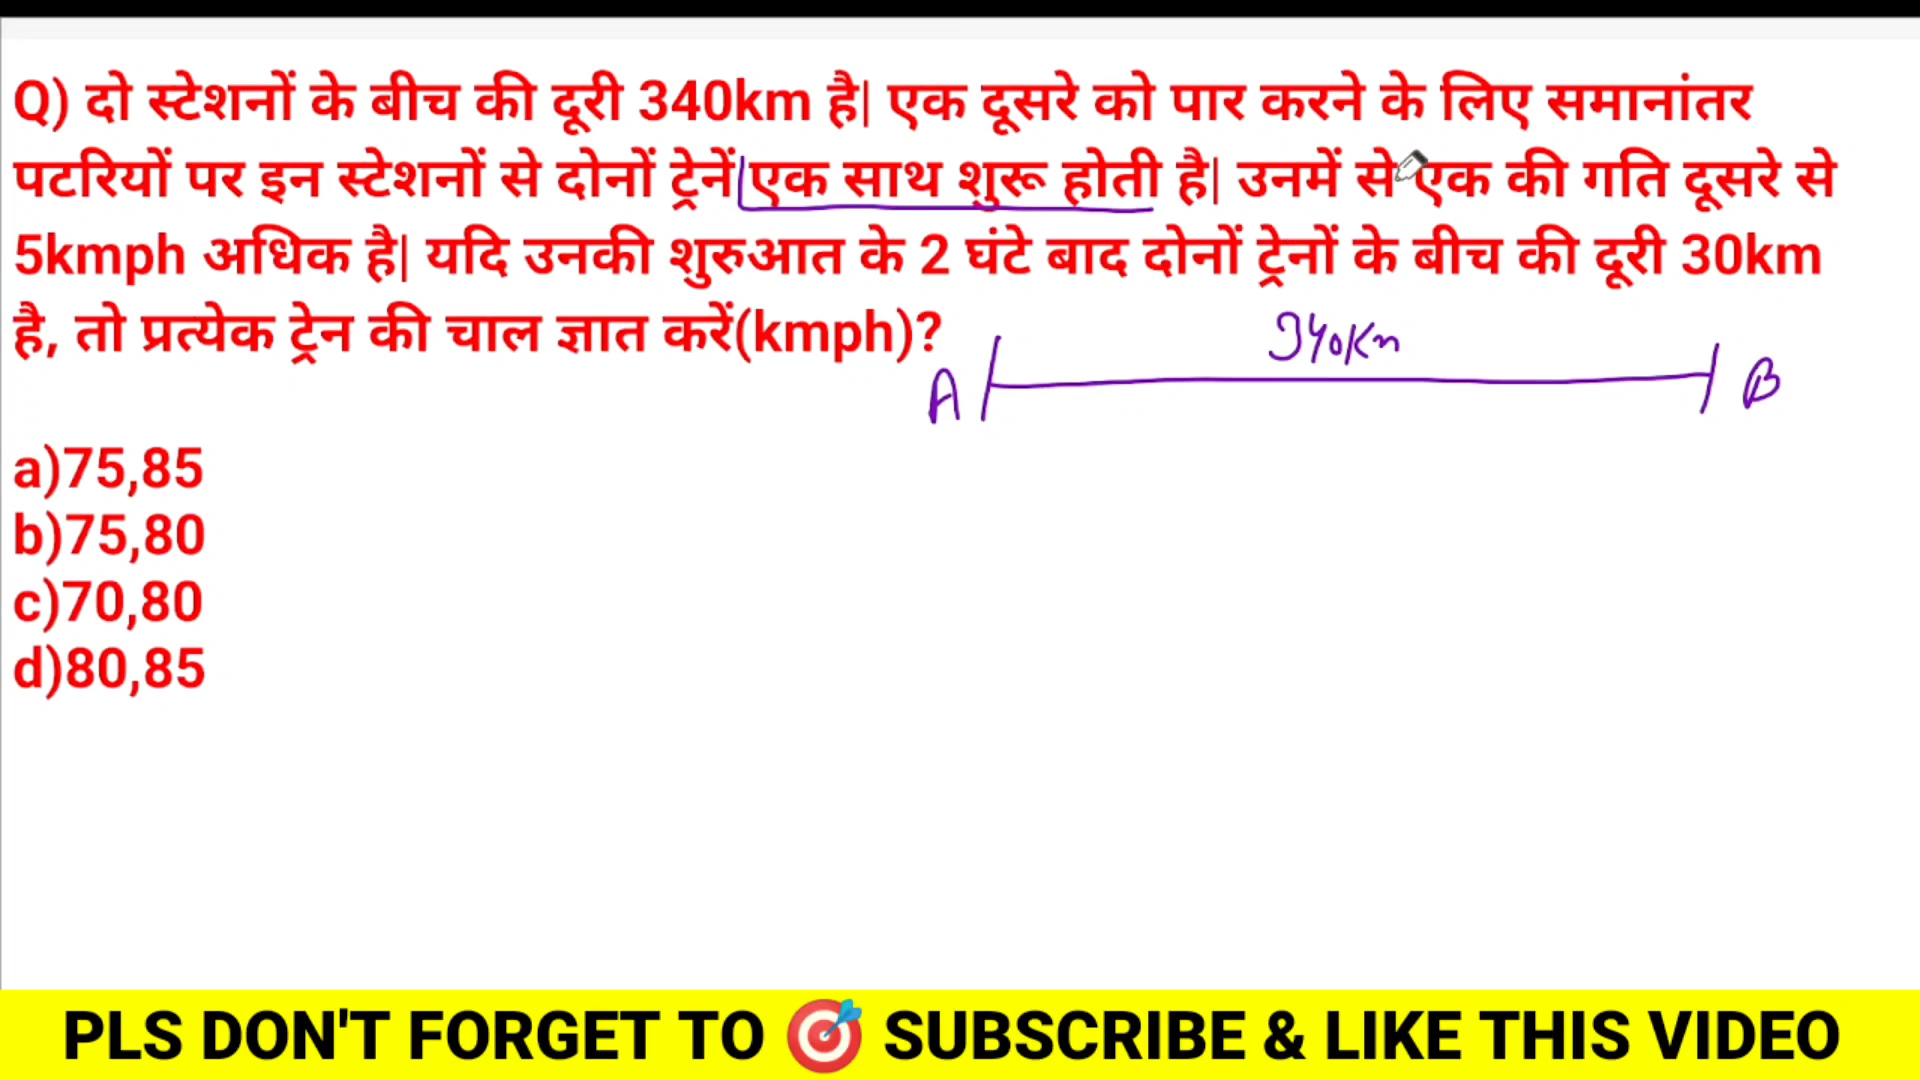 Q) दो स्टेशनों के बीच की दूरी 340km है| एक दूसरे को पार करने के लिए समानांतर
पटरियों पर इन स्टेशनों से दोनों ट्रेनें एक साथ शुरू होती है| उनमें से एक की गति दूसरे से
5kmph अधिक है| यदि उनकी शुरुआत के 2 घंटे बाद दोनों ट्रेनों के बीच की दूरी 30km
है, तो प्रत्येक ट्रेन की चाल ज्ञात करें(kmph)?
340Km
A B
a)75,85
b)75,80
c)70,80
d)80,85
PLS DON'T FORGET TO 🎯 SUBSCRIBE & LIKE THIS VIDEO